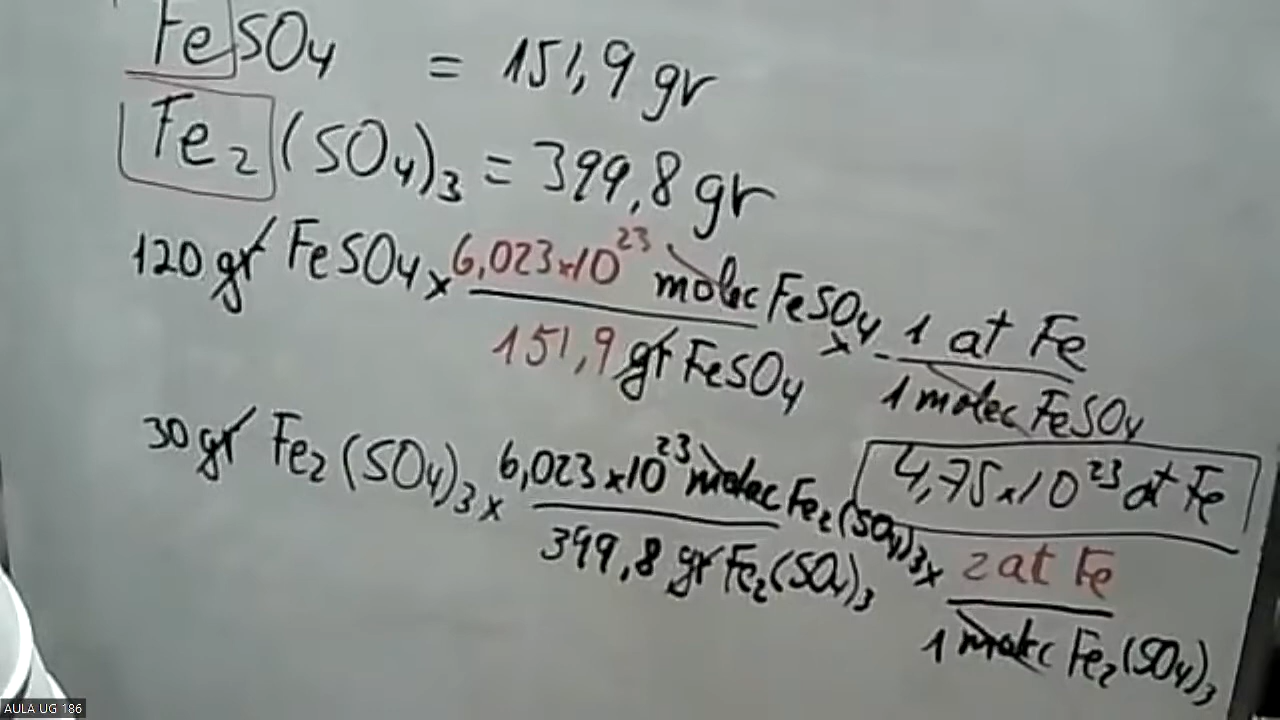 FeSO4 = 151,9 gr
Fe2(SO4)3 = 399,8 gr
120 gr FeSO4 x 6,023x10^23 molec FeSO4 x 1 at Fe
151,9 gr FeSO4 1 molec FeSO4
4,75x10^23 at Fe
30 gr Fe2(SO4)3 x 6,023x10^23 molec Fe2(SO4)3 x 2 at Fe
399,8 gr Fe2(SO4)3 1 molec Fe2(SO4)3
AULA UG 186